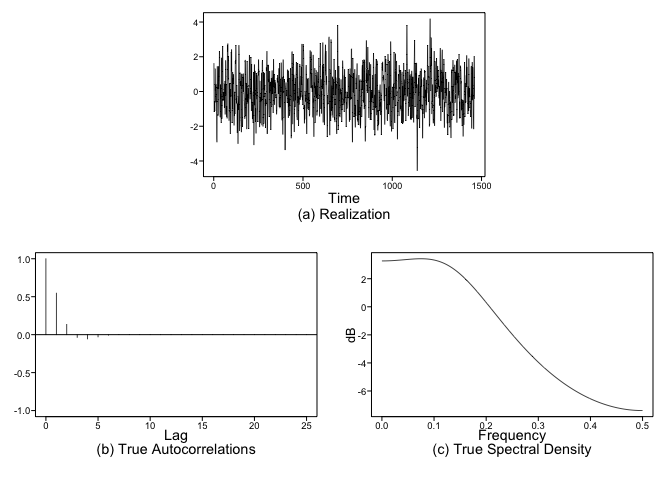 4
2
0
-2
-4
0 500 1000 1500
Time
(a) Realization
1.0
0.5
0.0
-0.5
-1.0
0 5 10 15 20 25
Lag
(b) True Autocorrelations
dB
2
0
-2
-4
-6
0.0 0.1 0.2 0.3 0.4 0.5
Frequency
(c) True Spectral Density